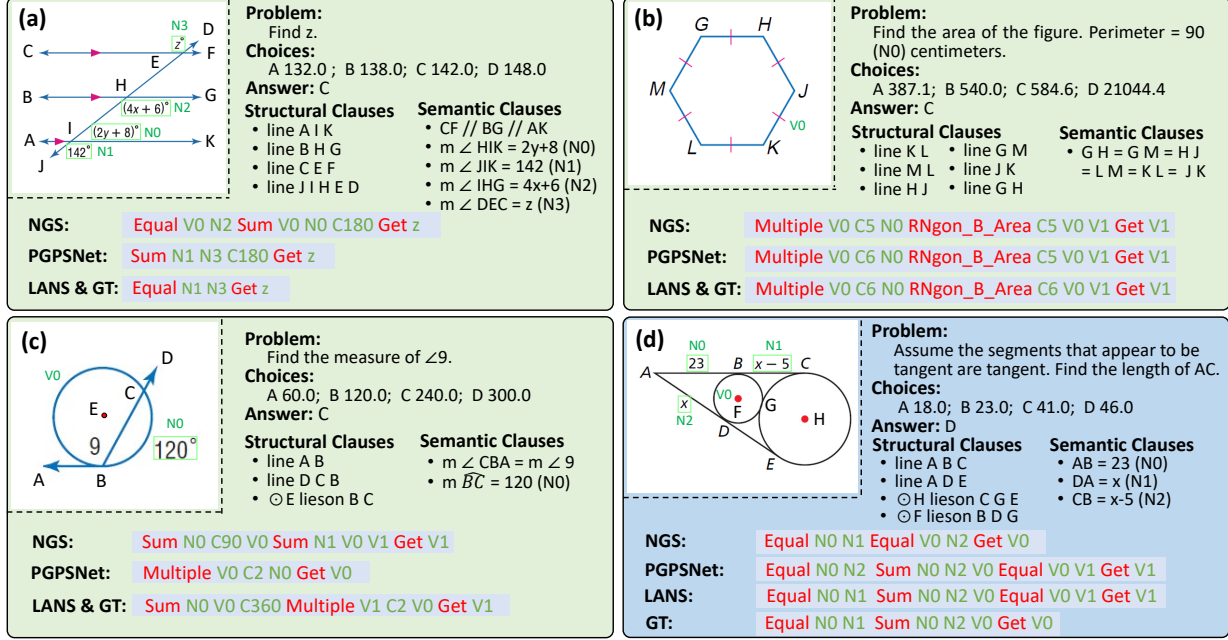 (a)
N3
D
z°
C
F
E
H
B
G
(4x + 6)° N2
I
(2y + 8)° N0
A
K
142° N1
J
Problem:
Find z.
Choices:
A 132.0 ; B 138.0; C 142.0; D 148.0
Answer: C
Structural Clauses
• line A I K
• line B H G
• line C E F
• line J I H E D
Semantic Clauses
• CF // BG // AK
• m ∠ HIK = 2y+8 (N0)
• m ∠ JIK = 142 (N1)
• m ∠ IHG = 4x+6 (N2)
• m ∠ DEC = z (N3)
NGS: Equal V0 N2 Sum V0 N0 C180 Get z
PGPSNet: Sum N1 N3 C180 Get z
LANS & GT: Equal N1 N3 Get z
(b)
G H
M J
V0
L K
Problem:
Find the area of the figure. Perimeter = 90
(N0) centimeters.
Choices:
A 387.1; B 540.0; C 584.6; D 21044.4
Answer: C
Structural Clauses
• line K L
• line M L
• line H J
• line G M
• line J K
• line G H
Semantic Clauses
• G H = G M = H J
= L M = K L = J K
NGS: Multiple V0 C5 N0 RNgon_B_Area C5 V0 V1 Get V1
PGPSNet: Multiple V0 C6 N0 RNgon_B_Area C5 V0 V1 Get V1
LANS & GT: Multiple V0 C6 N0 RNgon_B_Area C6 V0 V1 Get V1
(c)
D
V0
C
E
N0
9
120°
A
B
Problem:
Find the measure of ∠9.
Choices:
A 60.0; B 120.0; C 240.0; D 300.0
Answer: C
Structural Clauses
• line A B
• line D C B
• ⊙E lieson B C
Semantic Clauses
• m ∠ CBA = m ∠ 9
• m B͡C = 120 (N0)
NGS: Sum N0 C90 V0 Sum N1 V0 V1 Get V1
PGPSNet: Multiple V0 C2 N0 Get V0
LANS & GT: Sum N0 V0 C360 Multiple V1 C2 V0 Get V1
(d)
N0 N1
23 B x − 5 C
A
V0
x
F G H
N2
D
E
Problem:
Assume the segments that appear to be
tangent are tangent. Find the length of AC.
Choices:
A 18.0; B 23.0; C 41.0; D 46.0
Answer: D
Structural Clauses
• line A B C
• line A D E
• ⊙H lieson C G E
• ⊙F lieson B D G
Semantic Clauses
• AB = 23 (N0)
• DA = x (N1)
• CB = x-5 (N2)
NGS: Equal N0 N1 Equal V0 N2 Get V0
PGPSNet: Equal N0 N2 Sum N0 N2 V0 Equal V0 V1 Get V1
LANS: Equal N0 N1 Sum N0 N2 V0 Equal V0 V1 Get V1
GT: Equal N0 N1 Sum N0 N2 V0 Get V0